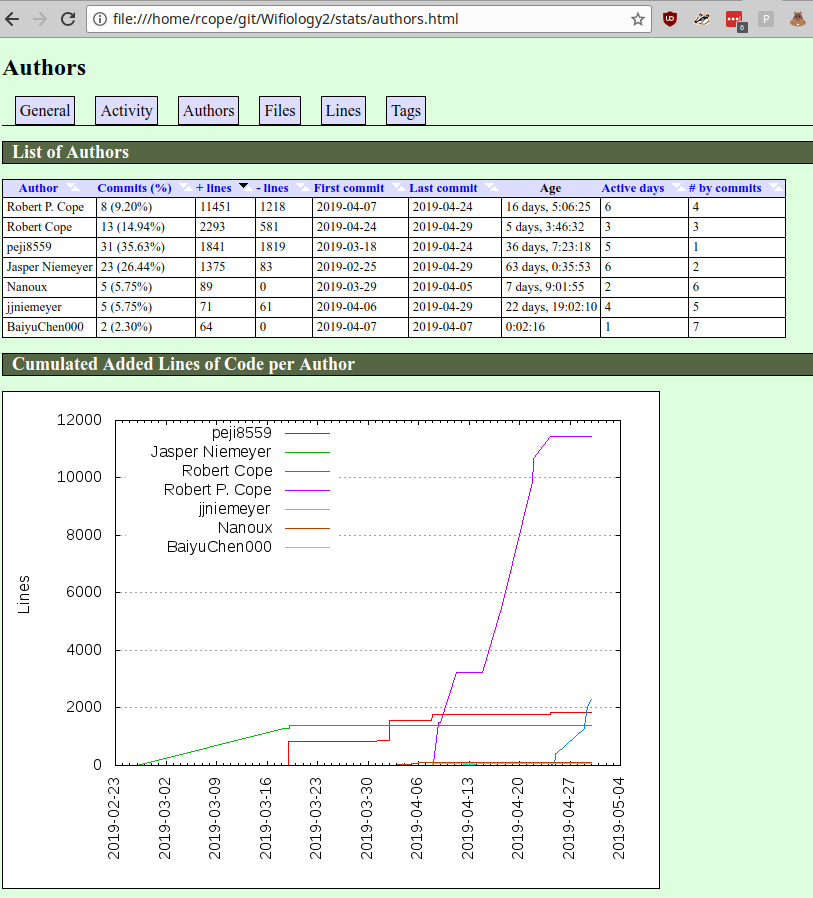 file:///home/rcope/git/Wifiology2/stats/authors.html
6
P
Authors
General Activity Authors Files Lines Tags
List of Authors
Author Commits (%) + lines - lines First commit Last commit Age Active days # by commits
Robert P. Cope 8 (9.20%) 11451 1218 2019-04-07 2019-04-24 16 days, 5:06:25 6 4
Robert Cope 13 (14.94%) 2293 581 2019-04-24 2019-04-29 5 days, 3:46:32 3 3
peji8559 31 (35.63%) 1841 1819 2019-03-18 2019-04-24 36 days, 7:23:18 5 1
Jasper Niemeyer 23 (26.44%) 1375 83 2019-02-25 2019-04-29 63 days, 0:35:53 6 2
Nanoux 5 (5.75%) 89 0 2019-03-29 2019-04-05 7 days, 9:01:55 2 6
jjniemeyer 5 (5.75%) 71 61 2019-04-06 2019-04-29 22 days, 19:02:10 4 5
BaiyuChen000 2 (2.30%) 64 0 2019-04-07 2019-04-07 0:02:16 1 7
Cumulated Added Lines of Code per Author
12000
10000
8000
6000
4000
2000
0
Lines
peji8559
Jasper Niemeyer
Robert Cope
Robert P. Cope
jjniemeyer
Nanoux
BaiyuChen000
2019-02-23
2019-03-02
2019-03-09
2019-03-16
2019-03-23
2019-03-30
2019-04-06
2019-04-13
2019-04-20
2019-04-27
2019-05-04